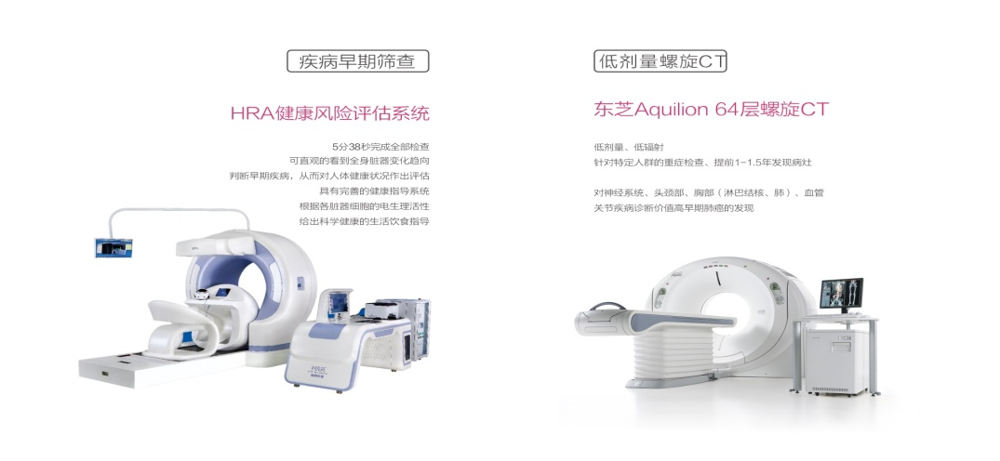 疾病早期筛查
HRA健康风险评估系统
5分38秒完成全部检查
可直观的看到全身脏器变化趋向
判断早期疾病，从而对人体健康状况作出评估
具有完善的健康指导系统
根据各脏器细胞的电生理活性
给出科学健康的生活饮食指导
低剂量螺旋CT
东芝Aquilion 64层螺旋CT
低剂量、低辐射
针对特定人群的重症检查、提前1-1.5年发现病灶
对神经系统、头颈部、胸部（淋巴结核、肺）、血管
关节疾病诊断价值高早期肺癌的发现